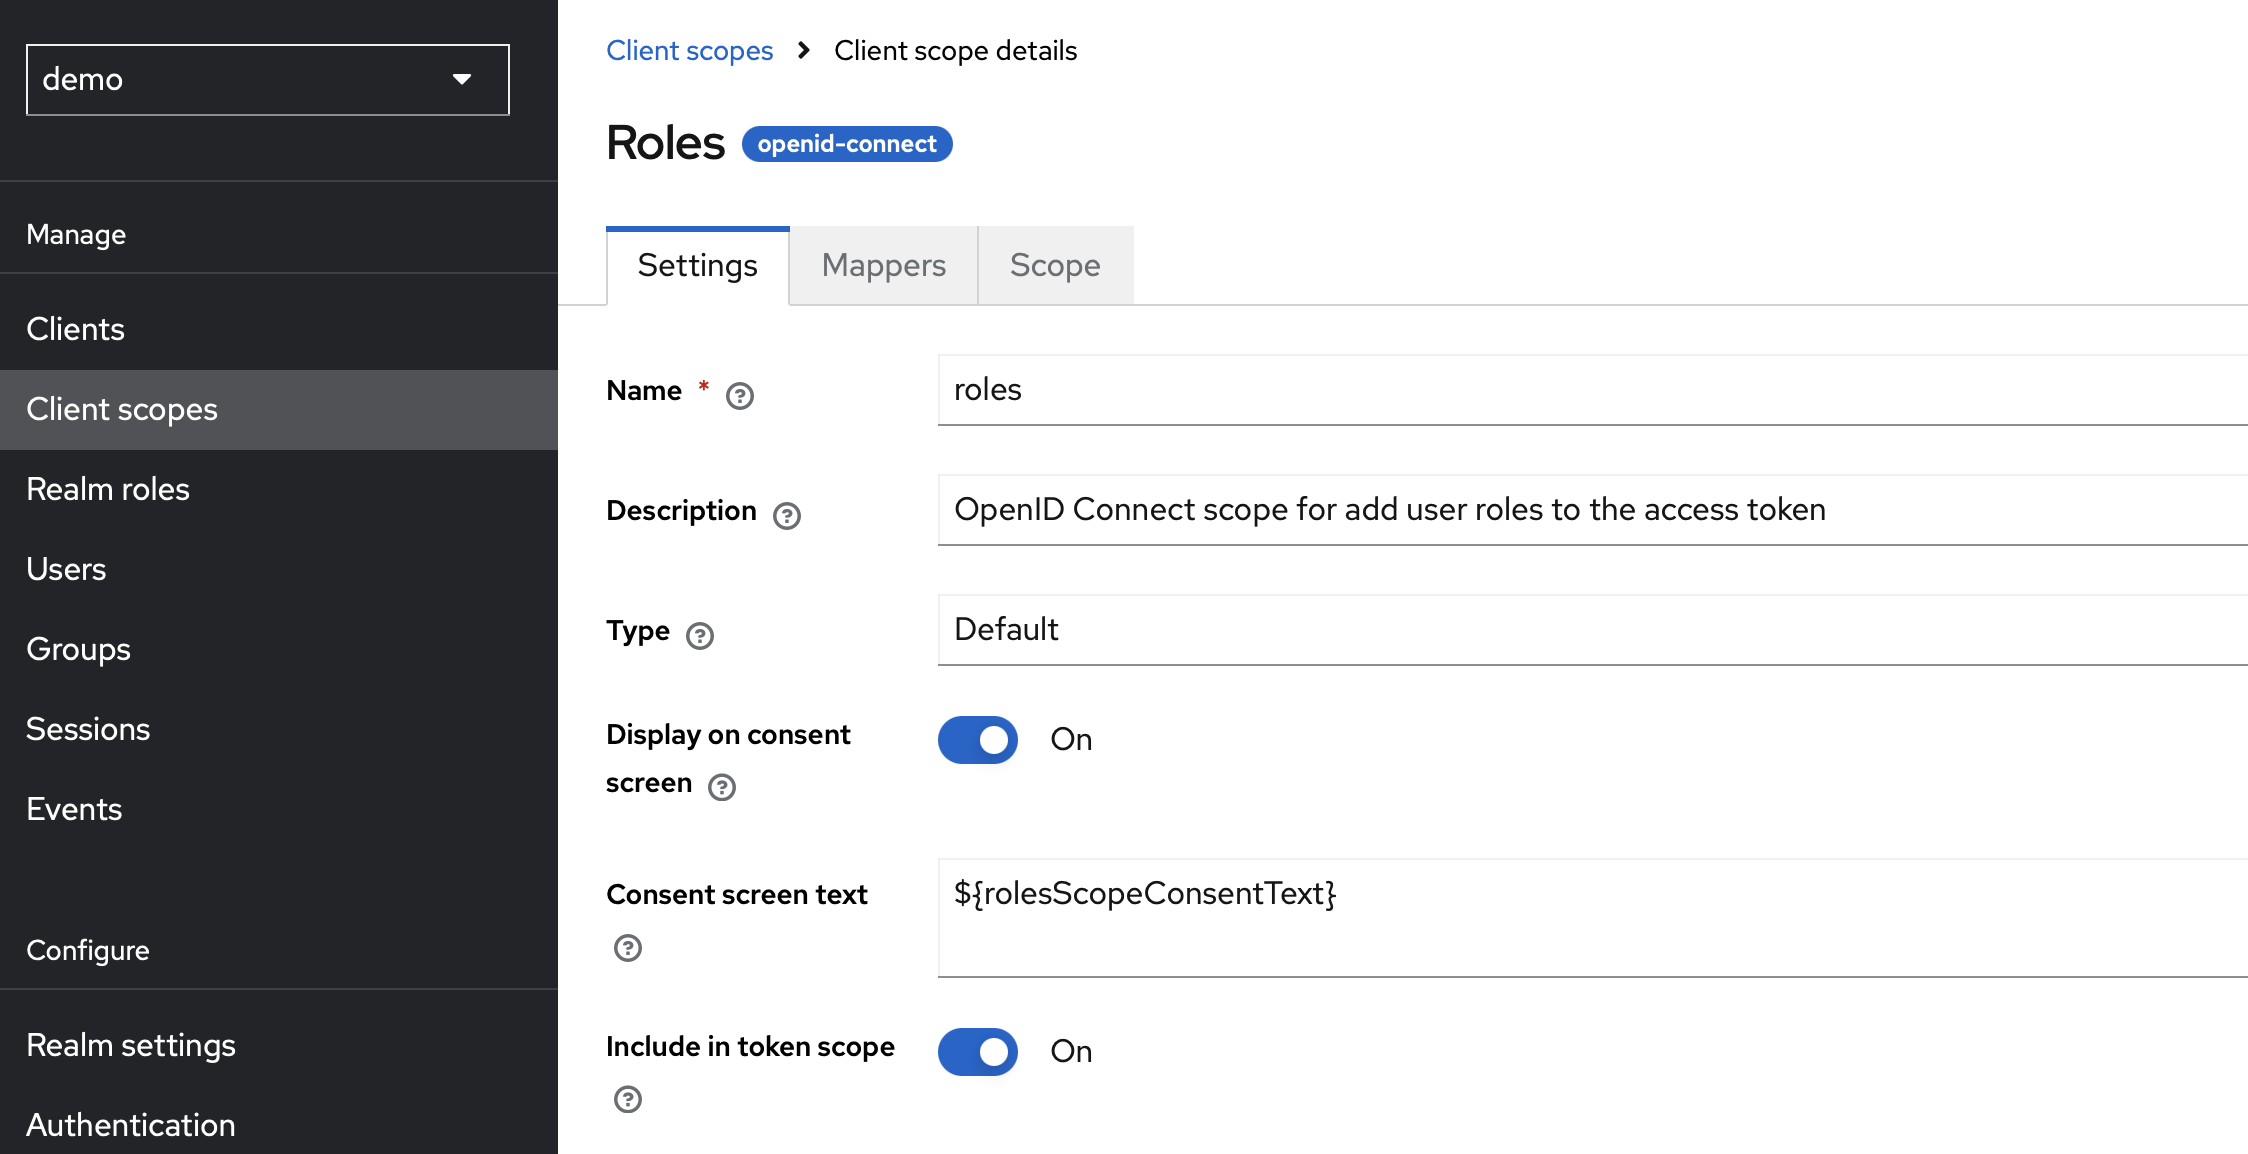 demo
Manage
Clients
Client scopes
Realm roles
Users
Groups
Sessions
Events
Configure
Realm settings
Authentication
Client scopes > Client scope details
Roles openid-connect
Settings Mappers Scope
Name * roles
Description OpenID Connect scope for add user roles to the access token
Type Default
Display on consent
screen On
Consent screen text ${rolesScopeConsentText}
Include in token scope On